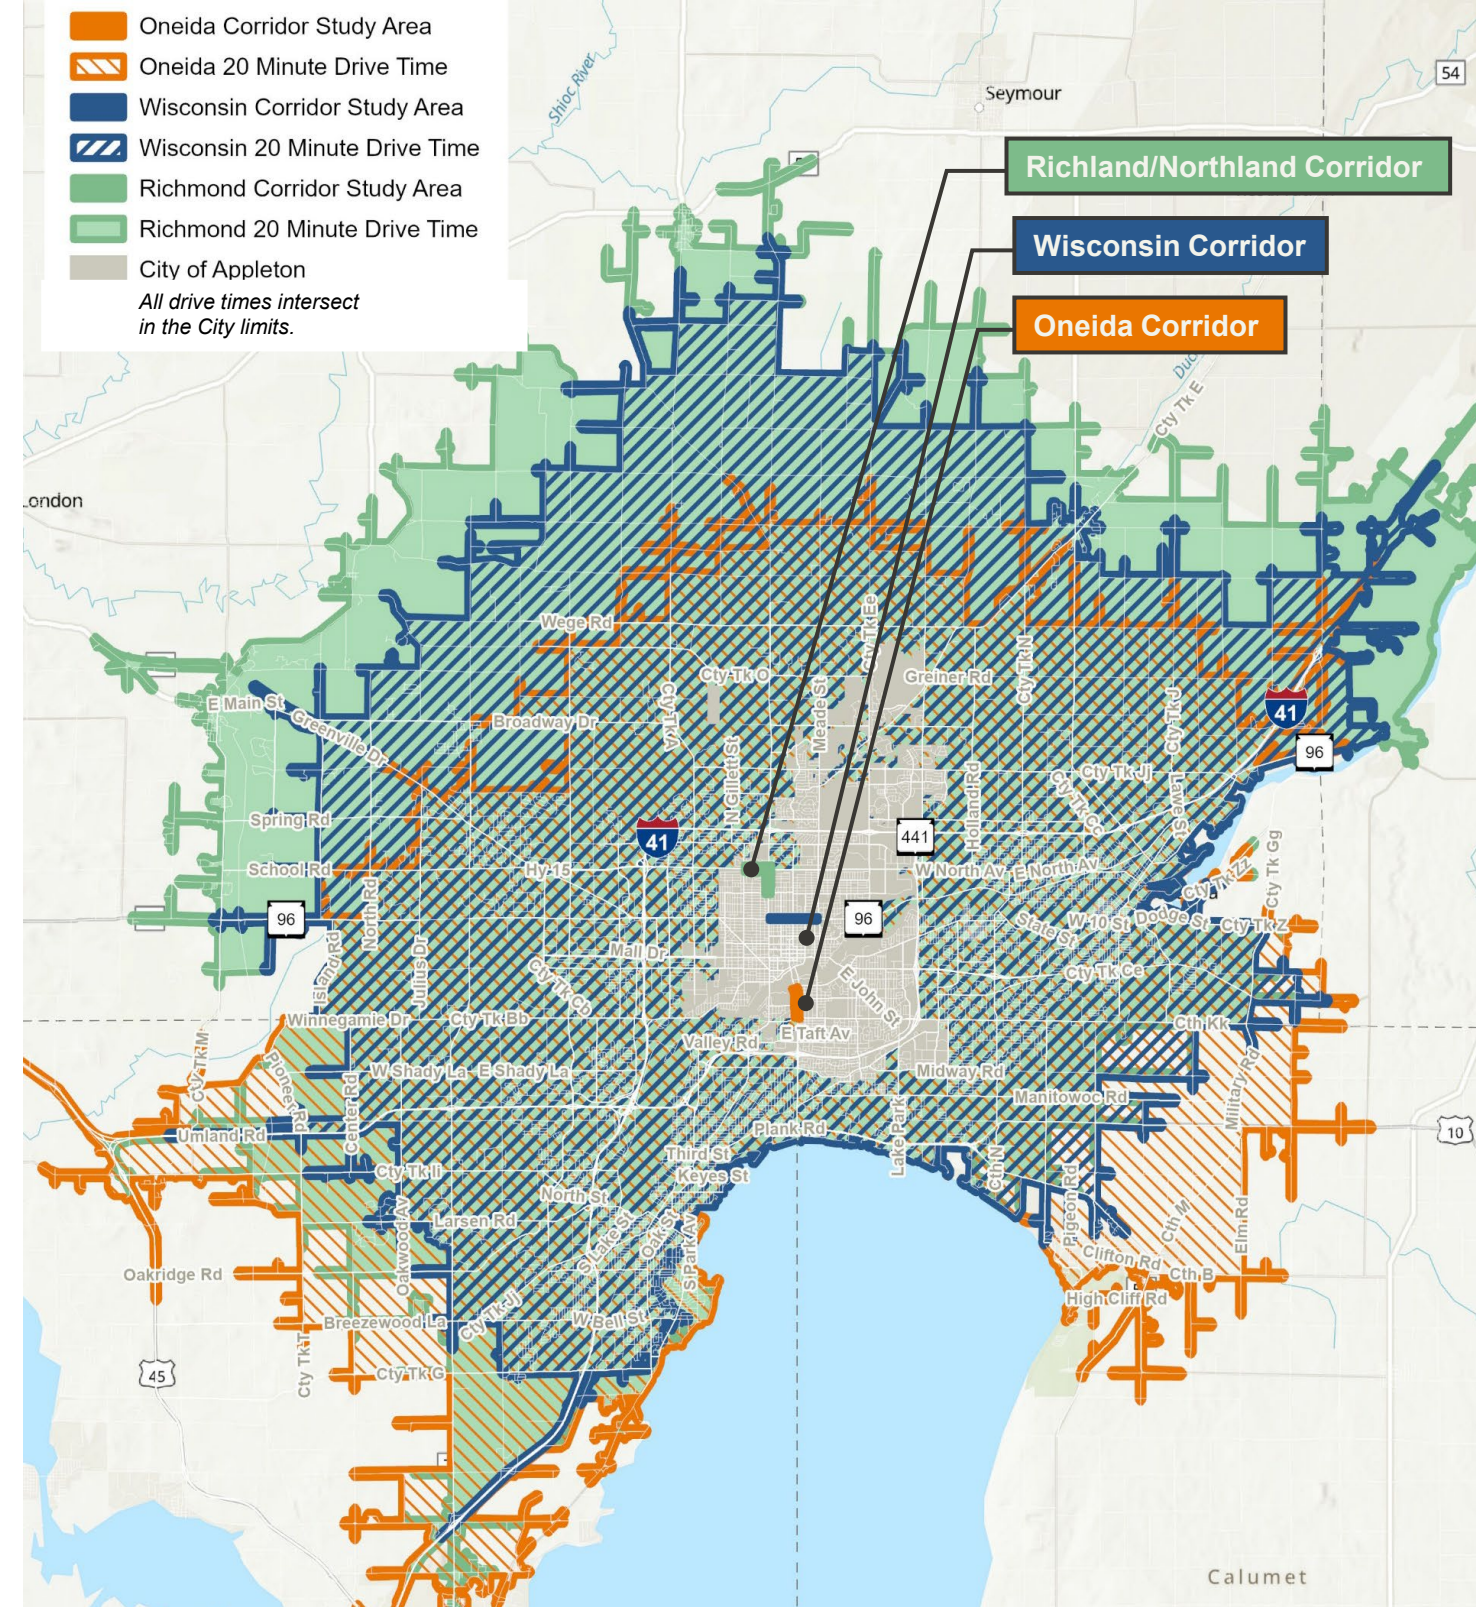 Oneida Corridor Study Area
Oneida 20 Minute Drive Time
Wisconsin Corridor Study Area
Wisconsin 20 Minute Drive Time
Richmond Corridor Study Area
Richmond 20 Minute Drive Time
City of Appleton
All drive times intersect
in the City limits.
Shioc River
Seymour
54
Richland/Northland Corridor
Wisconsin Corridor
Oneida Corridor
Duc
Cty Tk E
London
Wege Rd
Cty Tk Ee
Cty Tk O
Greiner Rd
Cty Tk N
E Main St
Greenville Dr
Broadway Dr
Cty Tk A
Meade St
Cty Tk J
41
96
N Gillett St
Holland Rd
Cty Tk Jj
Cty Tk Cc
Lawe St
Spring Rd
41
441
School Rd
Hy 15
W North Av
E North Av
Cty Tk Zz
Cty Tk Gg
96
North Rd
96
State St
W 10 St
Dodge St
Cty Tk Z
Island Rd
Julius Dr
Mall Dr
Cty Tk Cb
E John St
Cty Tk Ce
Winnegamie Dr
Cty Tk Bb
E Taft Av
Valley Rd
Cth Kk
Cty Tk M
Pioneer Rd
Center Rd
W Shady La
E Shady La
Midway Rd
Military Rd
Manitowoc Rd
Umland Rd
Plank Rd
10
Third St
Keyes St
Lake Park
Cth N
Cty Tk Ii
North St
Oakwood Av
Larsen Rd
S Lake St
Oak St
S Park Av
Pigeon Rd
Cth M
Elm Rd
Clifton Rd
Cth B
Oakridge Rd
High Cliff Rd
Breezewood La
Cty Tk Jj
W Bell St
Cty Tk T
Cty Tk G
45
Calumet